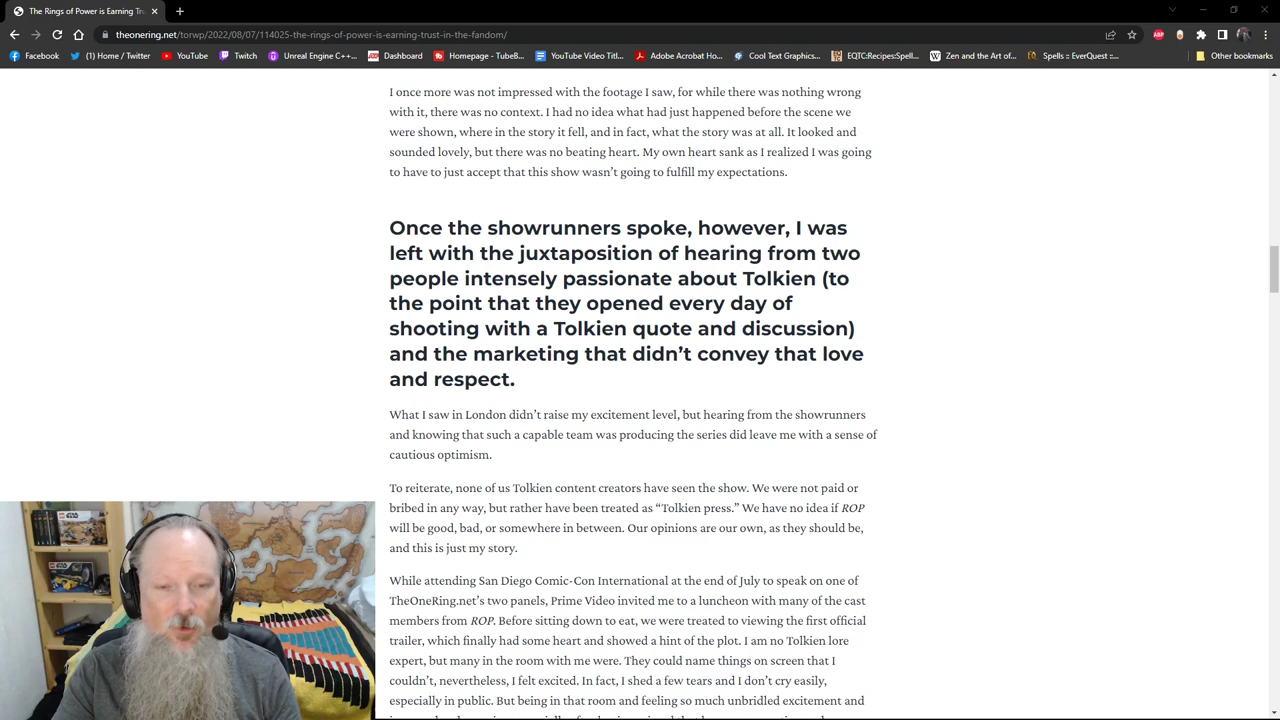 The Rings of Power is Earning Tru
theonering.net/torwp/2022/08/07/114025-the-rings-of-power-is-earning-trust-in-the-fandom/
Facebook (1) Home / Twitter YouTube Twitch Unreal Engine C++... Dashboard Homepage - TubeB... YouTube Video Titl... Adobe Acrobat Ho... Cool Text Graphics... EQTC:Recipes:Spell... Zen and the Art of... Spells :: EverQuest ::... Other bookmarks
I once more was not impressed with the footage I saw, for while there was nothing wrong
with it, there was no context. I had no idea what had just happened before the scene we
were shown, where in the story it fell, and in fact, what the story was at all. It looked and
sounded lovely, but there was no beating heart. My own heart sank as I realized I was going
to have to just accept that this show wasn’t going to fulfill my expectations.
Once the showrunners spoke, however, I was
left with the juxtaposition of hearing from two
people intensely passionate about Tolkien (to
the point that they opened every day of
shooting with a Tolkien quote and discussion)
and the marketing that didn’t convey that love
and respect.
What I saw in London didn’t raise my excitement level, but hearing from the showrunners
and knowing that such a capable team was producing the series did leave me with a sense of
cautious optimism.
To reiterate, none of us Tolkien content creators have seen the show. We were not paid or
bribed in any way, but rather have been treated as “Tolkien press.” We have no idea if ROP
will be good, bad, or somewhere in between. Our opinions are our own, as they should be,
and this is just my story.
While attending San Diego Comic-Con International at the end of July to speak on one of
TheOneRing.net’s two panels, Prime Video invited me to a luncheon with many of the cast
members from ROP. Before sitting down to eat, we were treated to viewing the first official
trailer, which finally had some heart and showed a hint of the plot. I am no Tolkien lore
expert, but many in the room with me were. They could name things on screen that I
couldn’t, nevertheless, I felt excited. In fact, I shed a few tears and I don’t cry easily,
especially in public. But being in that room and feeling so much unbridled excitement and